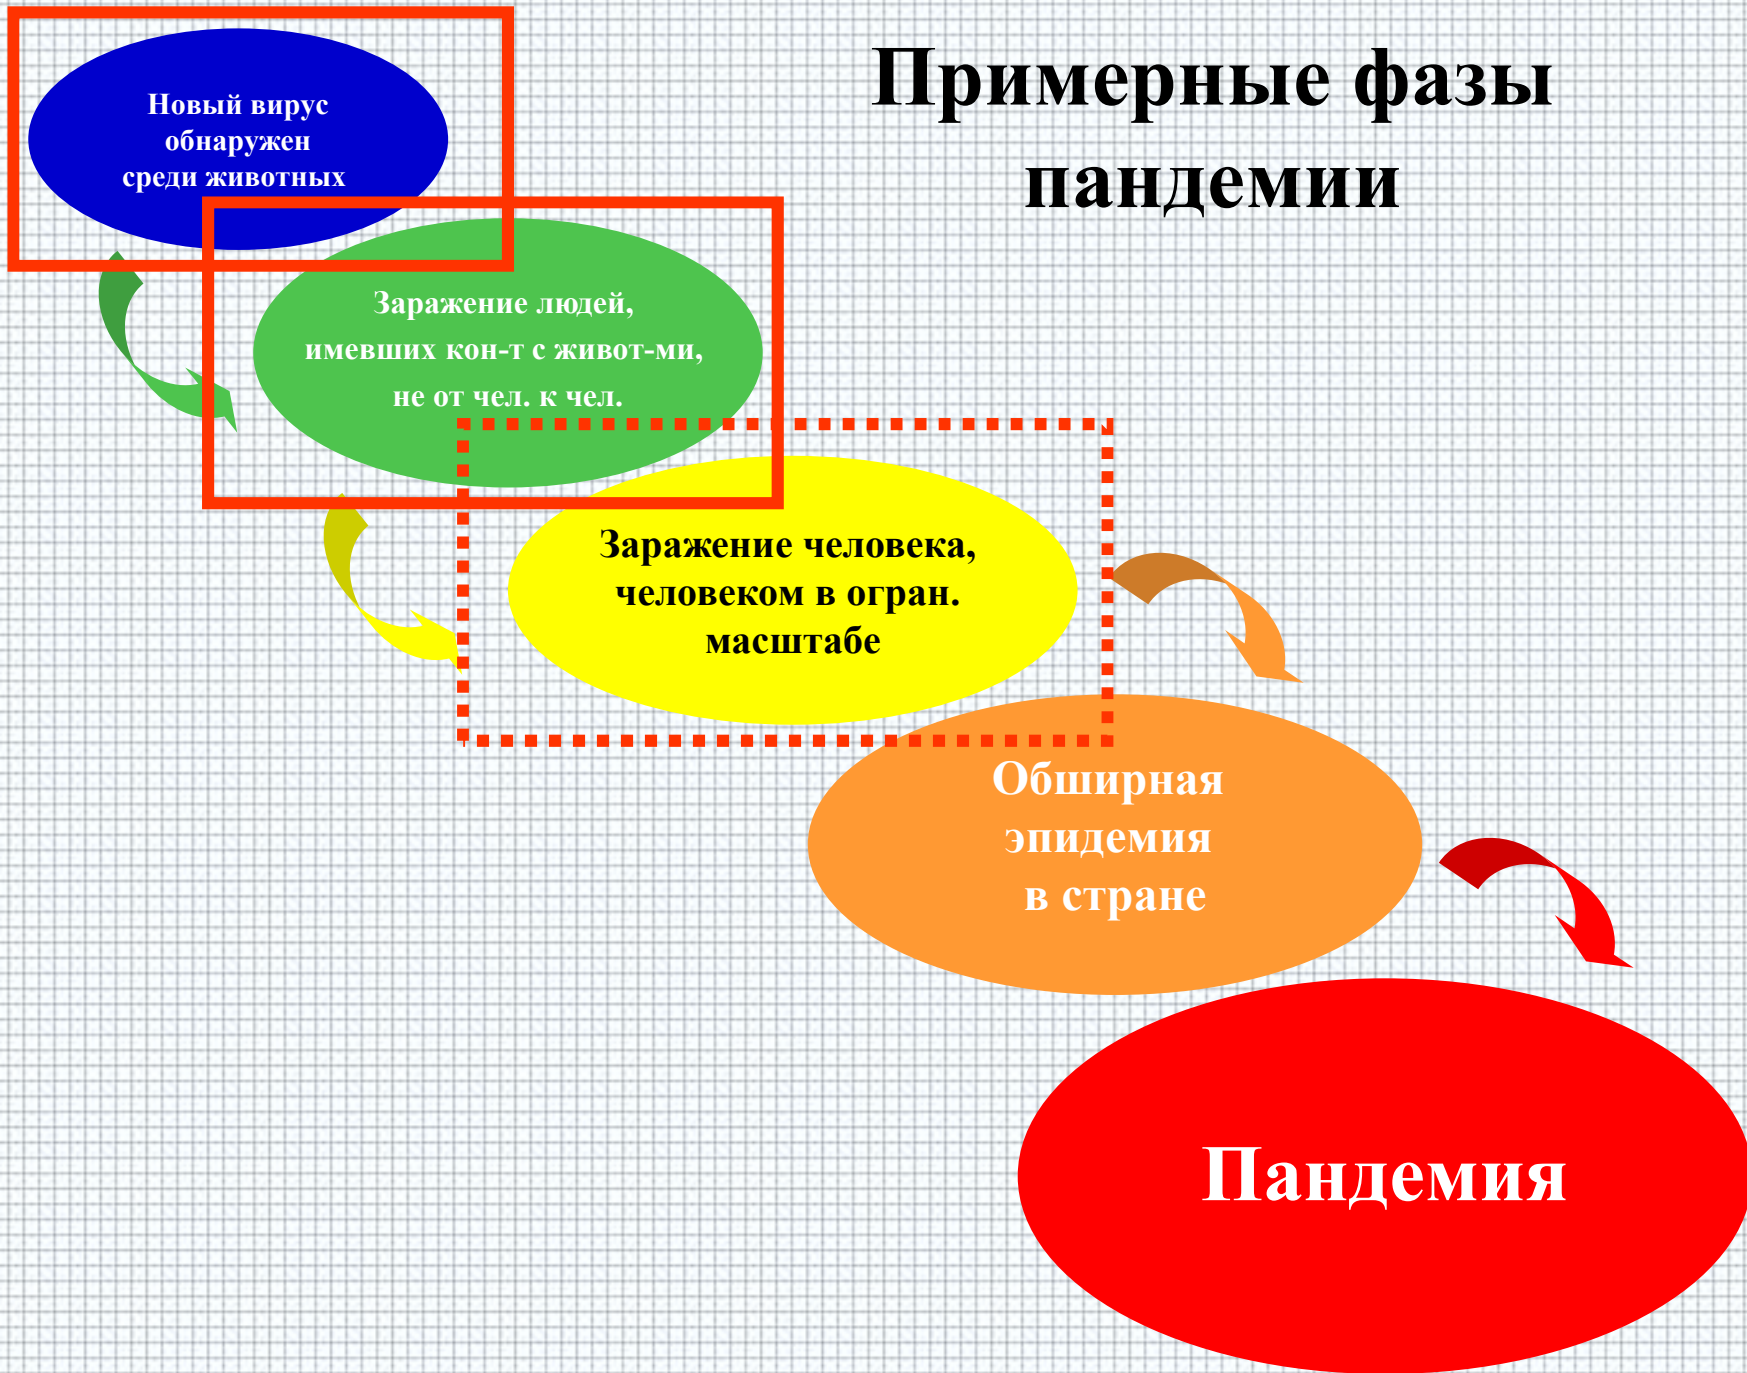 Примерные фазы
пандемии
Новый вирус
обнаружен
среди животных
Заражение людей,
имевших кон-т с живот-ми,
не от чел. к чел.
Заражение человека,
человеком в огран.
масштабе
Обширная
эпидемия
в стране
Пандемия